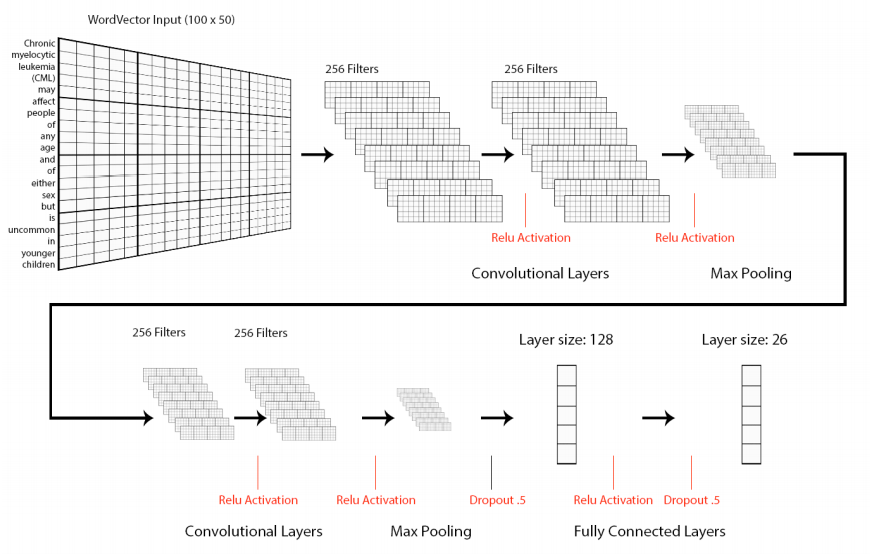 WordVector Input (100 x 50)
Chronic
myelocytic
leukemia
(CML)
may
affect
people
of
any
age
and
of
either
sex
but
is
uncommon
in
younger
children
256 Filters
256 Filters
Relu Activation
Relu Activation
Convolutional Layers
Max Pooling
256 Filters
256 Filters
Layer size: 128
Layer size: 26
Relu Activation
Relu Activation
Dropout .5
Relu Activation
Dropout .5
Convolutional Layers
Max Pooling
Fully Connected Layers